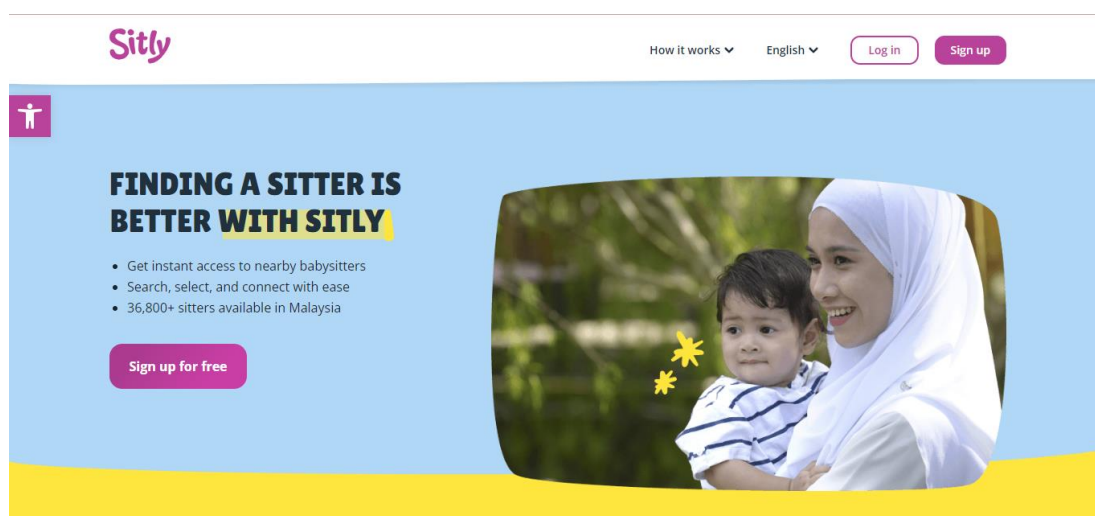 Sitly
How it works
English
Log in
Sign up
FINDING A SITTER IS
BETTER WITH SITLY
Get instant access to nearby babysitters
Search, select, and connect with ease
36,800+ sitters available in Malaysia
Sign up for free